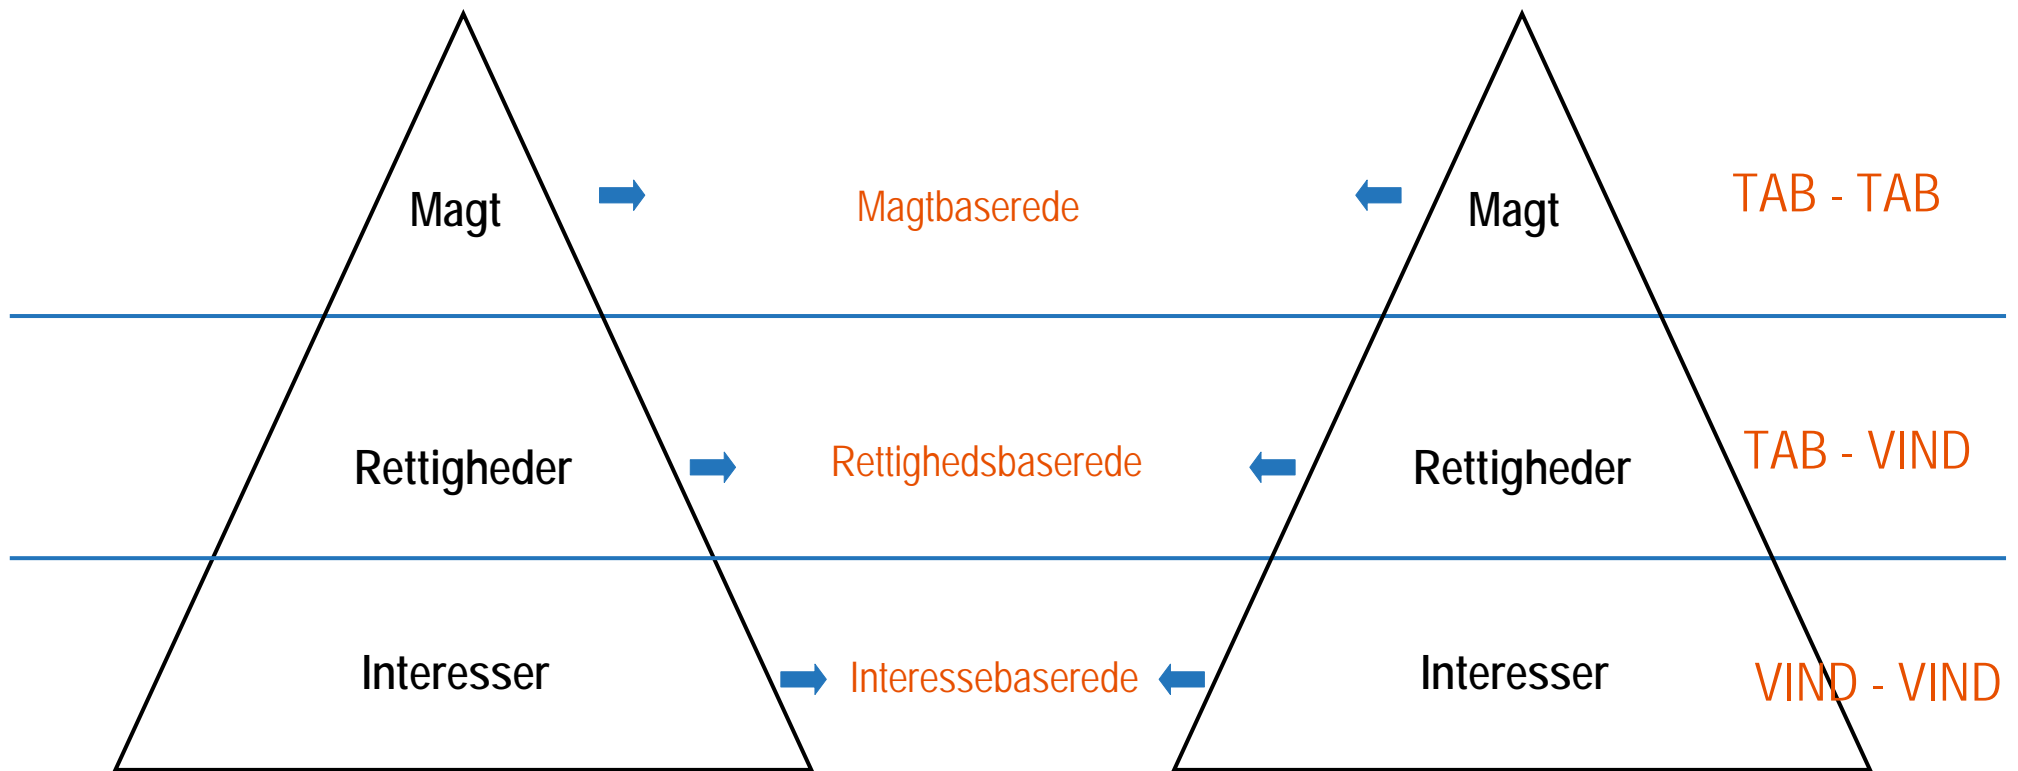 Magt Magtbaserede Magt TAB - TAB
Rettigheder Rettighedsbaserede Rettigheder TAB - VIND
Interesser Interessebaserede Interesser VIND - VIND